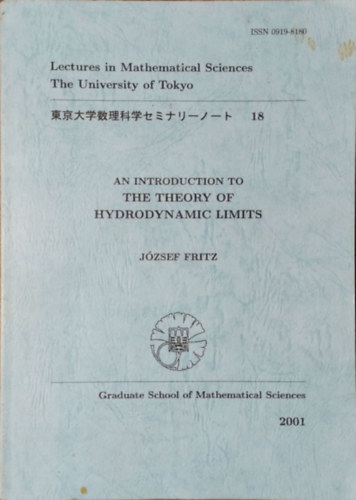 ISSN 0919-8180
Lectures in Mathematical Sciences
The University of Tokyo
東京大学数理科学セミナリーノート 18
AN INTRODUCTION TO
THE THEORY OF
HYDRODYNAMIC LIMITS
JÓZSEF FRITZ
Graduate School of Mathematical Sciences
2001